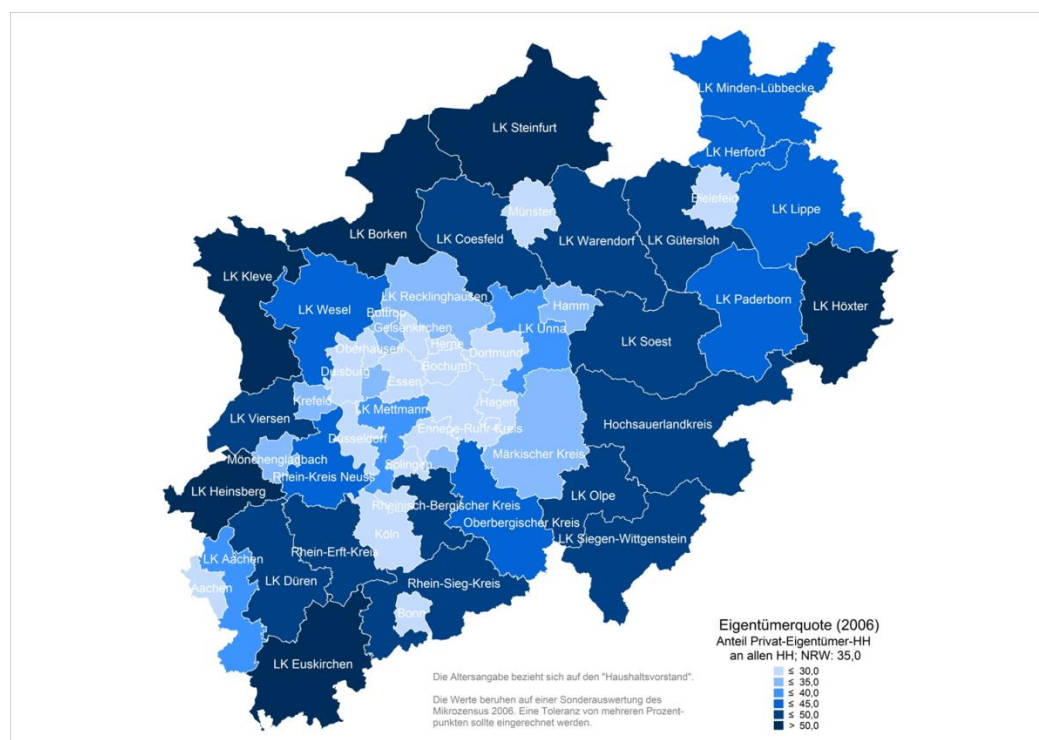 LK Minden-Lübbecke
LK Steinfurt
LK Herford
Bielefeld
Münster
LK Lippe
LK Borken
LK Coesfeld
LK Warendorf
LK Gütersloh
LK Kleve
LK Recklinghausen
LK Wesel
Bottrop
Hamm
LK Paderborn
LK Höxter
Gelsenkirchen
LK Unna
Oberhausen
Herne
Dortmund
LK Soest
Duisburg
Bochum
Essen
Krefeld
Hagen
LK Mettmann
LK Viersen
Ennepe-Ruhr-Kreis
Hochsauerlandkreis
Düsseldorf
Märkischer Kreis
Mönchengladbach
Solingen
Rhein-Kreis Neuss
LK Heinsberg
LK Olpe
Rheinisch-Bergischer Kreis
Oberbergischer Kreis
Köln
LK Siegen-Wittgenstein
Rhein-Erft-Kreis
LK Aachen
LK Düren
Aachen
Rhein-Sieg-Kreis
Bonn
LK Euskirchen
Eigentümerquote (2006)
Anteil Privat-Eigentümer-HH
an allen HH; NRW: 35,0
≤ 30,0
≤ 35,0
≤ 40,0
≤ 45,0
≤ 50,0
> 50,0
Die Altersangabe bezieht sich auf den "Haushaltsvorstand".
Die Werte beruhen auf einer Sonderauswertung des
Mikrozensus 2006. Eine Toleranz von mehreren Prozent-
punkten sollte eingerechnet werden.